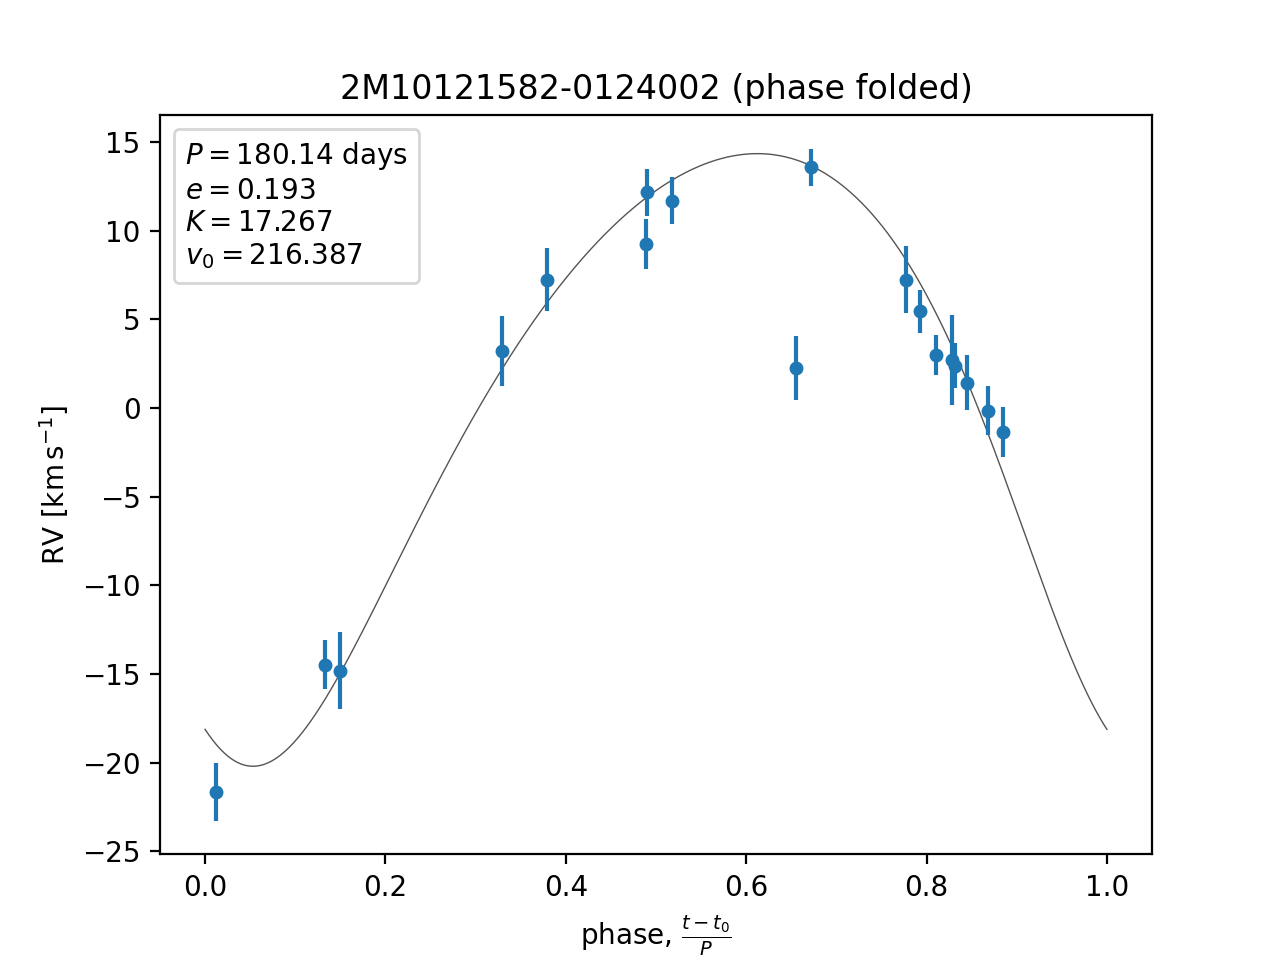 2M10121582-0124002 (phase folded)
P = 180.14 days
e = 0.193
K = 17.267
v₀ = 216.387
15
10
5
0
−5
−10
−15
−20
−25
RV [km s⁻¹]
0.0 0.2 0.4 0.6 0.8 1.0
phase, (t − t₀)/P